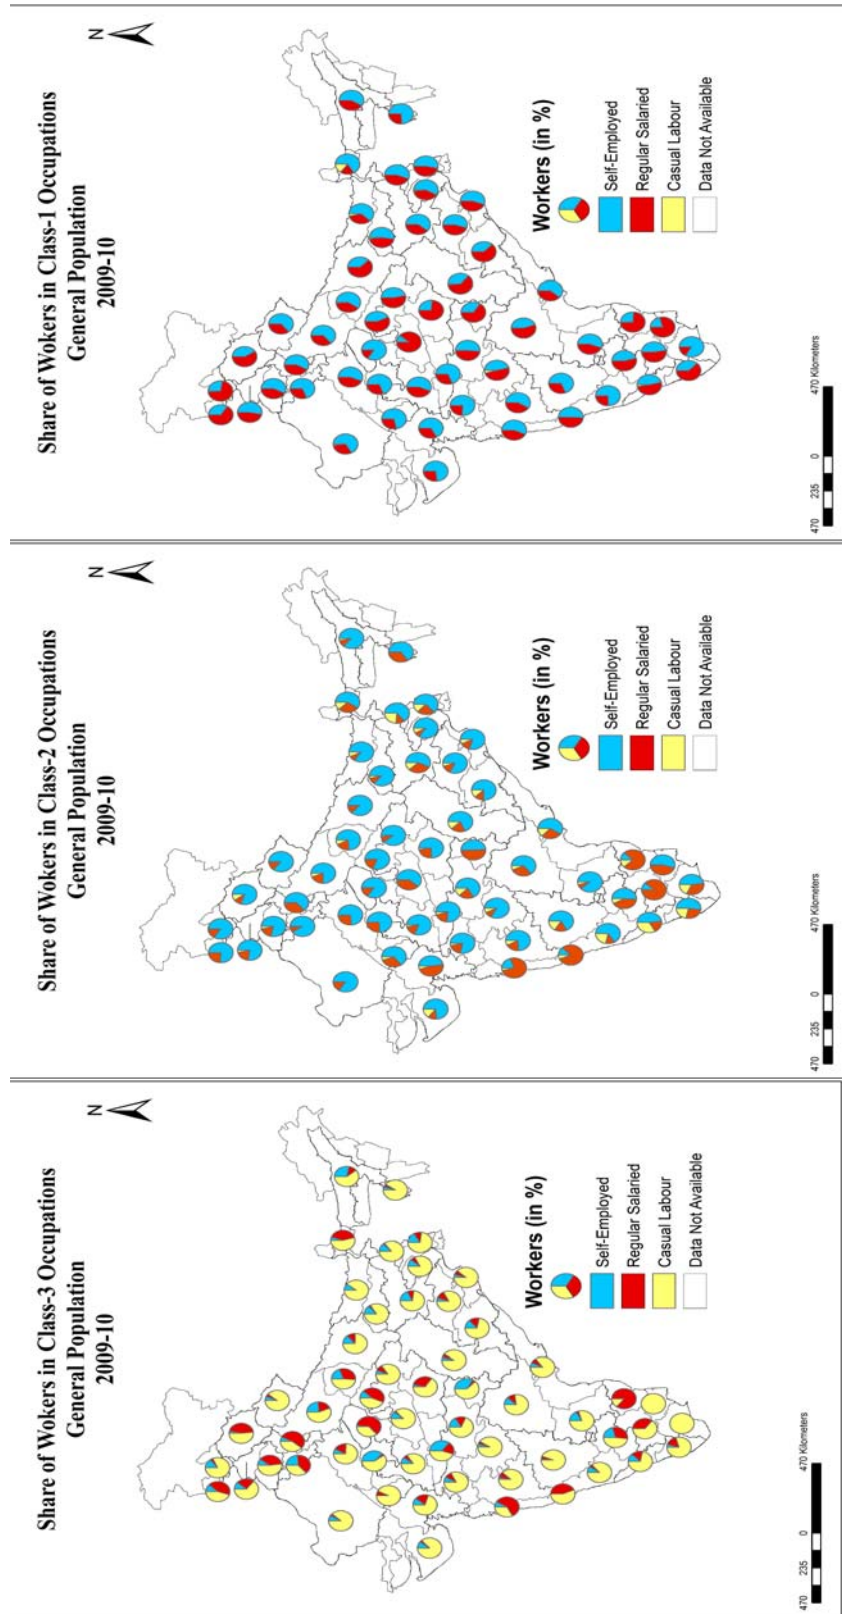 Share of Wokers in Class-1 Occupations
General Population
2009-10
N
Workers (in %)
Self-Employed
Regular Salaried
Casual Labour
Data Not Available
470 235 0 470 Kilometers
Share of Wokers in Class-2 Occupations
General Population
2009-10
N
Workers (in %)
Self-Employed
Regular Salaried
Casual Labour
Data Not Available
470 235 0 470 Kilometers
Share of Wokers in Class-3 Occupations
General Population
2009-10
N
Workers (in %)
Self-Employed
Regular Salaried
Casual Labour
Data Not Available
470 235 0 470 Kilometers